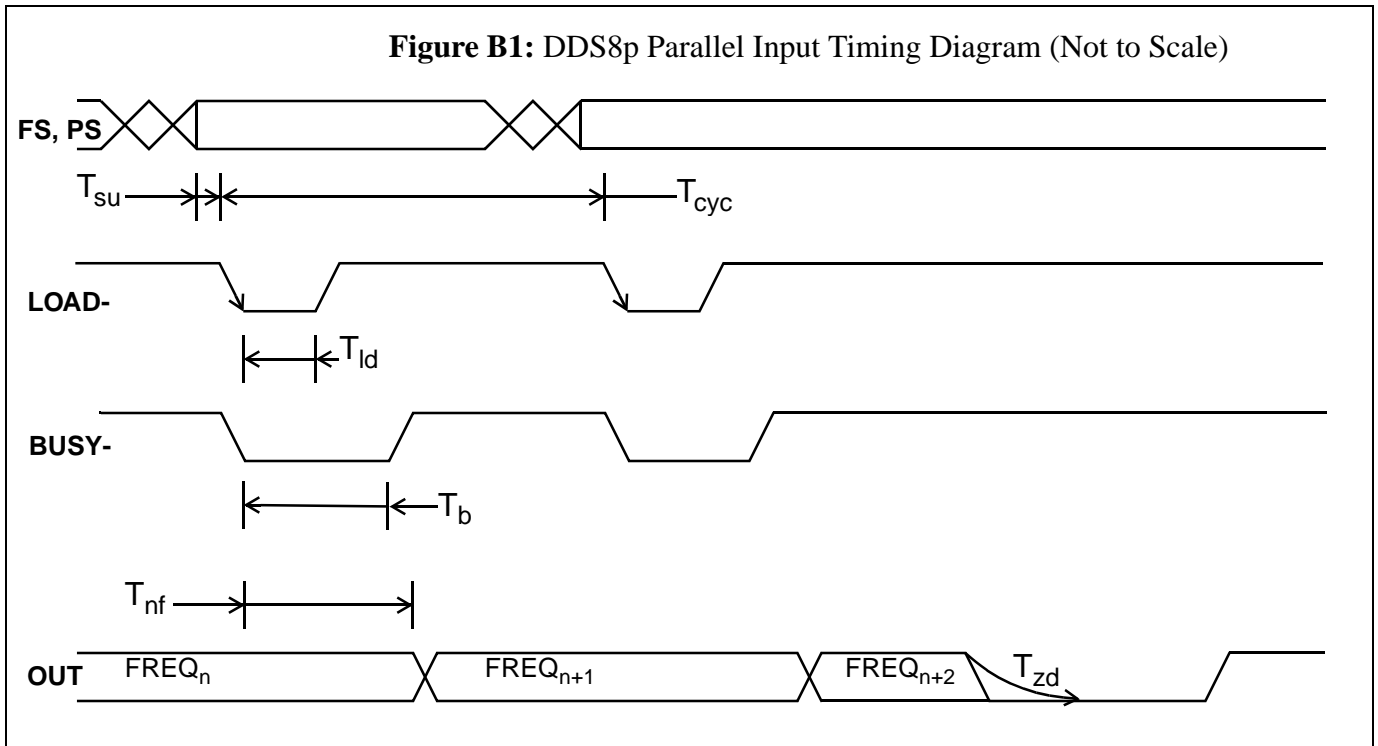 Figure B1: DDS8p Parallel Input Timing Diagram (Not to Scale)
FS, PS
Tsu
Tcyc
LOAD-
Tld
BUSY-
Tb
Tnf
OUT
FREQn
FREQn+1
FREQn+2
Tzd